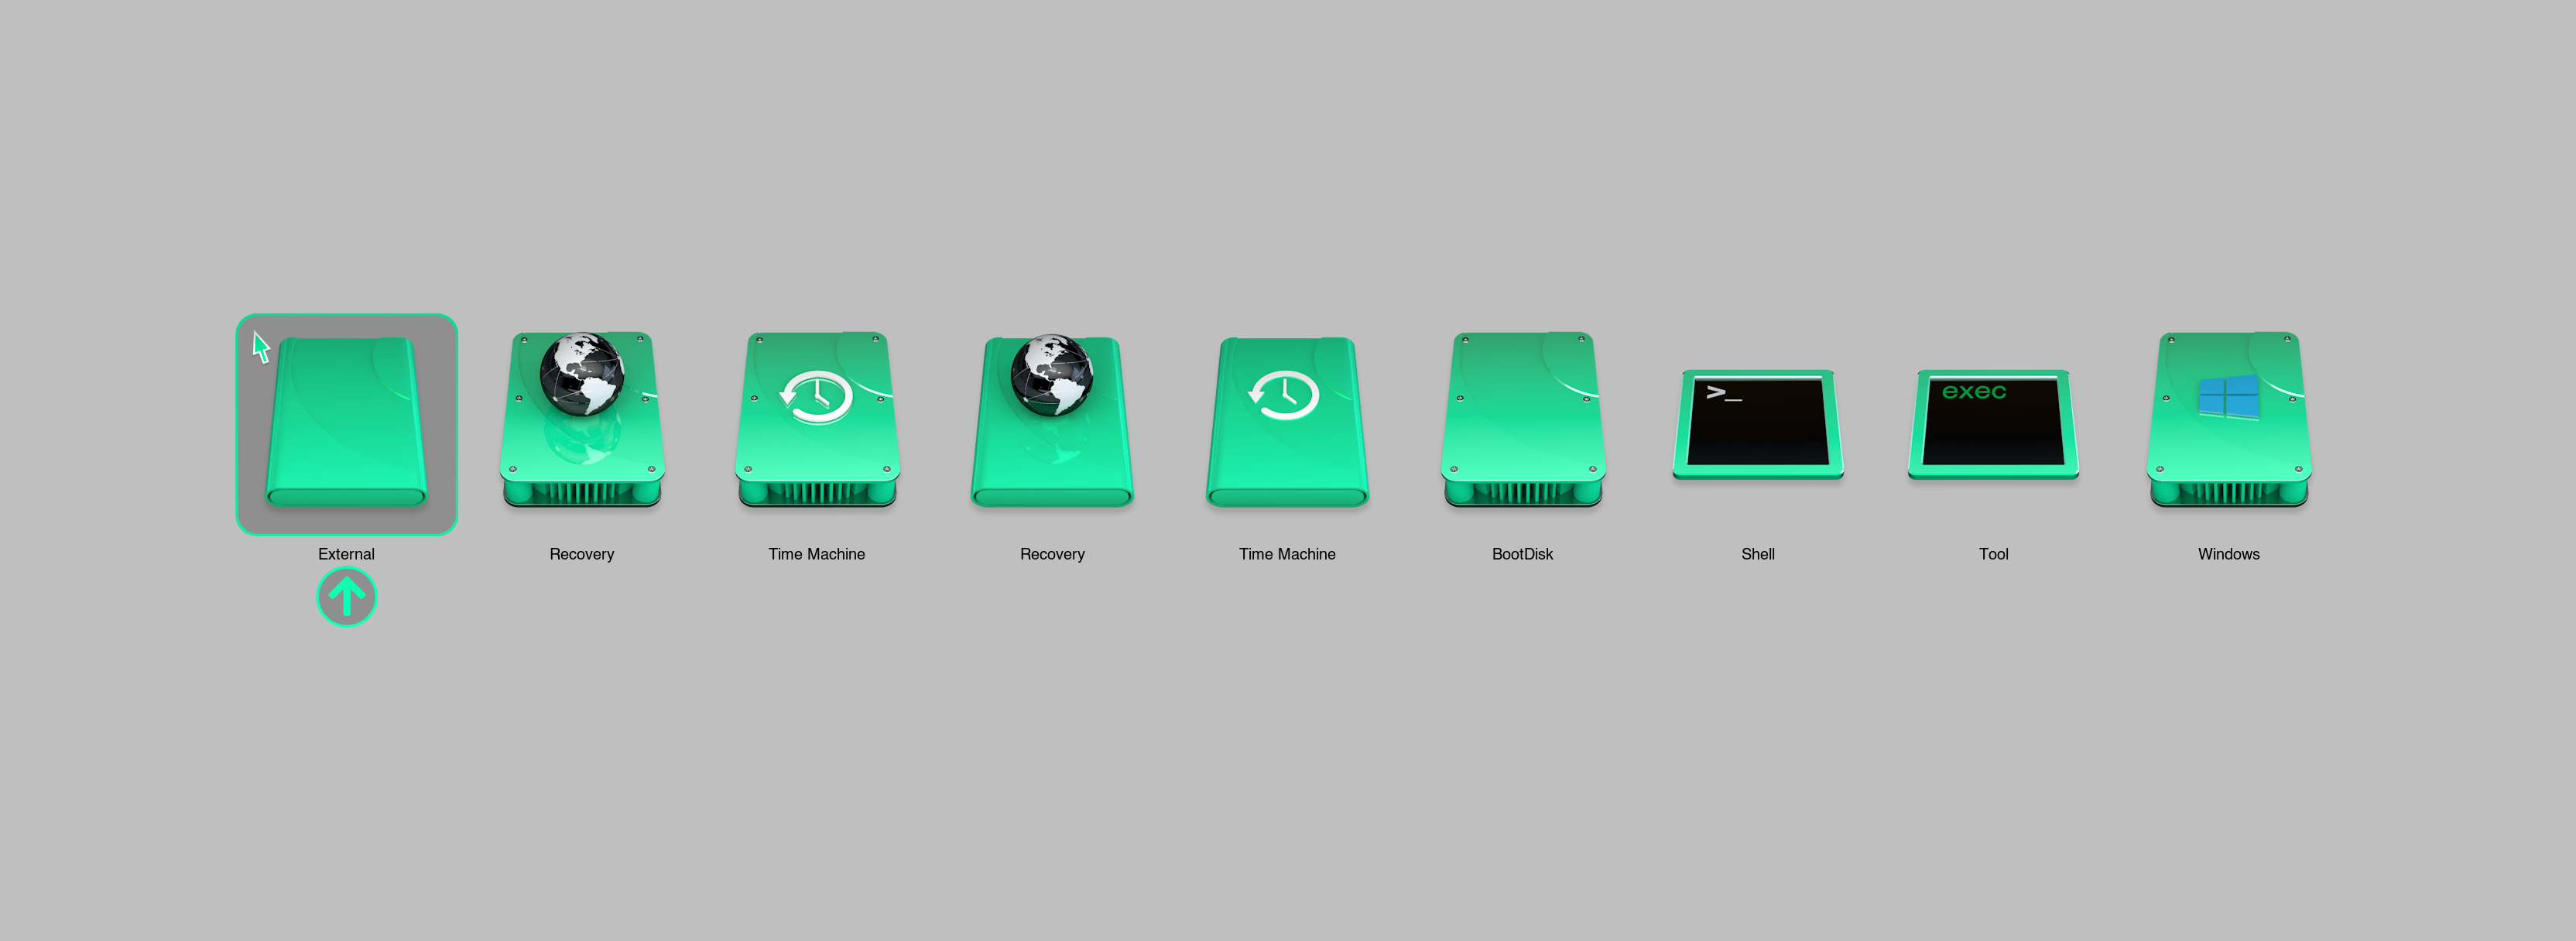 >_
exec
External
Recovery
Time Machine
Recovery
Time Machine
BootDisk
Shell
Tool
Windows